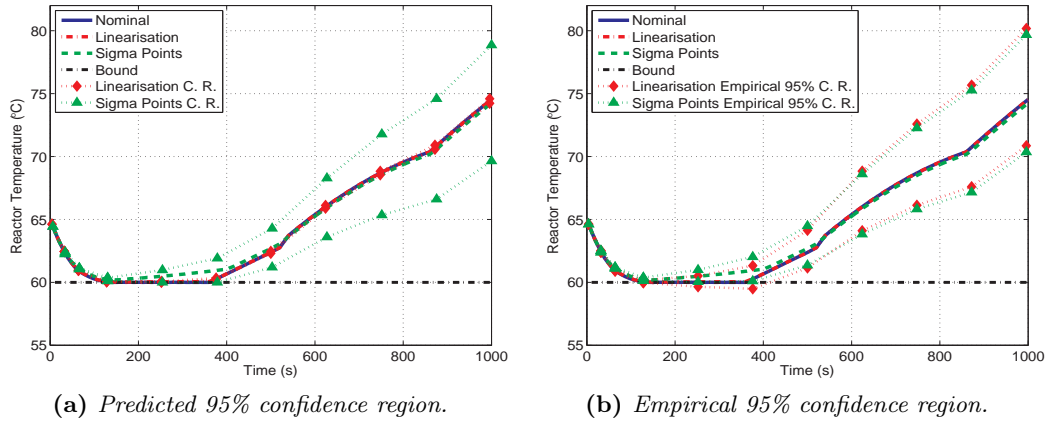 80
75
70
65
60
55
0
200
400
600
800
1000
Reactor Temperature (ºC)
Time (s)
Nominal
Linearisation
Sigma Points
Bound
Linearisation C. R.
Sigma Points C. R.
(a) Predicted 95% confidence region.
80
75
70
65
60
55
0
200
400
600
800
1000
Reactor Temperature (ºC)
Time (s)
Nominal
Linearisation
Sigma Points
Bound
Linearisation Empirical 95% C. R.
Sigma Points Empirical 95% C. R.
(b) Empirical 95% confidence region.